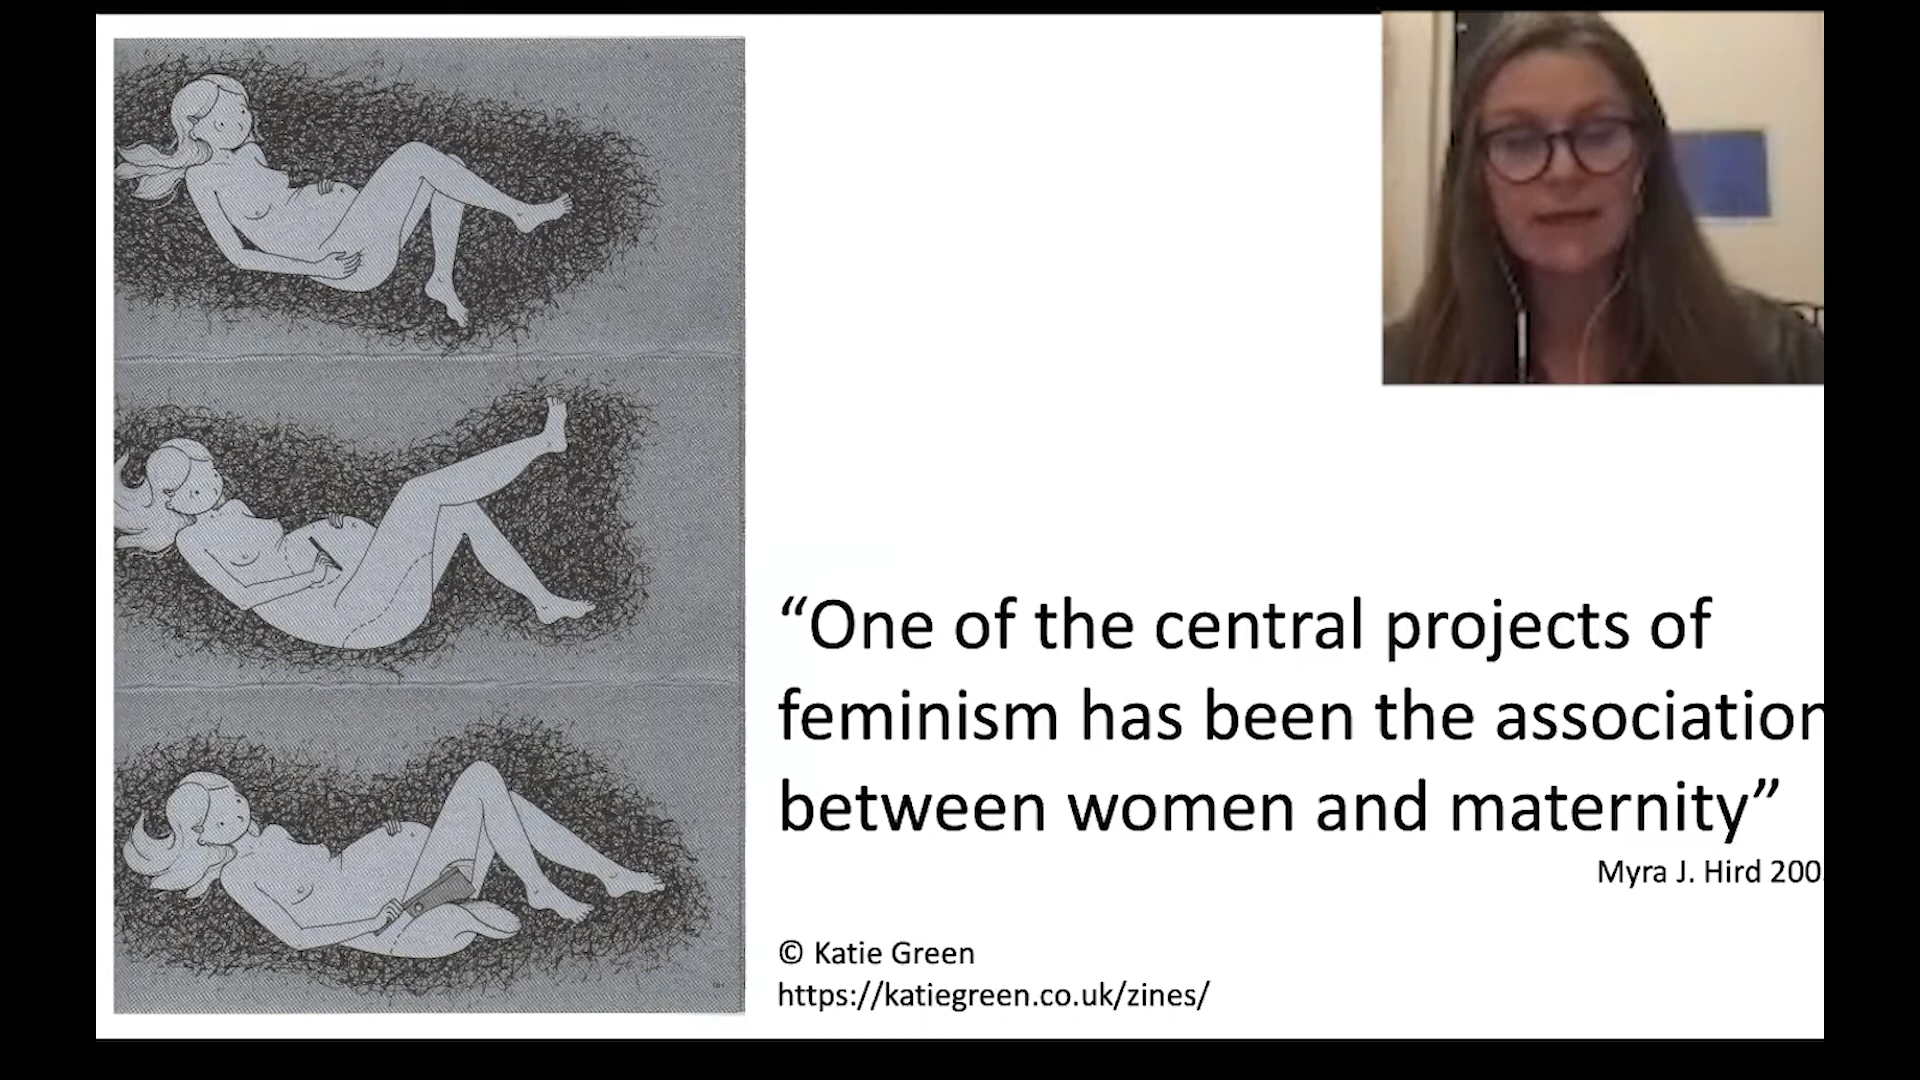 “One of the central projects of
feminism has been the association
between women and maternity”
Myra J. Hird 200
© Katie Green
https://katiegreen.co.uk/zines/